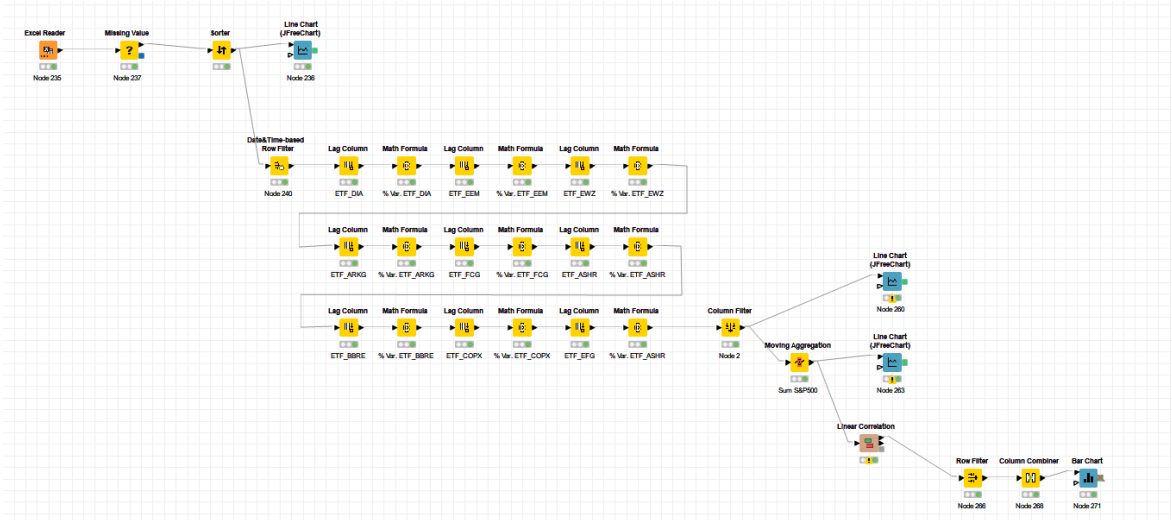 Excel Reader
Node 235
Missing Value
Node 237
Sorter
Line Chart
(JFreeChart)
Node 236
Date&Time-based
Row Filter
Node 240
Lag Column
ETF_DIA
Math Formula
% Var. ETF_DIA
Lag Column
ETF_EEM
Math Formula
% Var. ETF_EEM
Lag Column
ETF_EWZ
Math Formula
% Var. ETF_EWZ
Lag Column
ETF_ARKG
Math Formula
% Var. ETF_ARKG
Lag Column
ETF_FCG
Math Formula
% Var. ETF_FCG
Lag Column
ETF_ASHR
Math Formula
% Var. ETF_ASHR
Lag Column
ETF_BBRE
Math Formula
% Var. ETF_BBRE
Lag Column
ETF_COPX
Math Formula
% Var. ETF_COPX
Lag Column
ETF_EFG
Math Formula
% Var. ETF_ASHR
Column Filter
Node 2
Line Chart
(JFreeChart)
Node 260
Moving Aggregation
Sum S&P500
Line Chart
(JFreeChart)
Node 263
Linear Correlation
Row Filter
Node 266
Column Combiner
Node 268
Bar Chart
Node 271